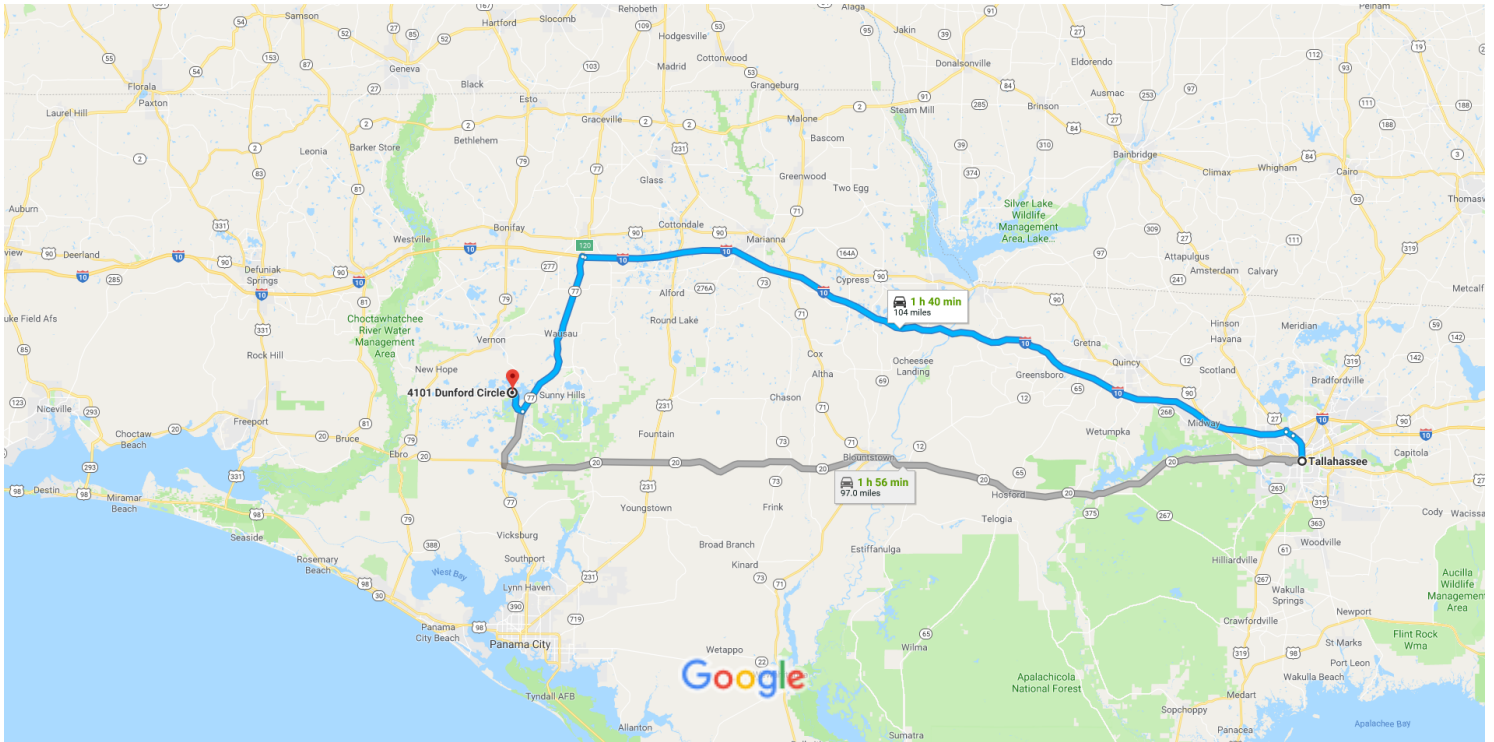 Samson
167
Hartford
Slocomb
Rehobeth
109
Alaga
Pelham
Jakin
Hodgesville
Donalsonville
Eldorendo
Florala
Paxton
Geneva
Black
Madrid
Cottonwood
Grangeburg
Steam Mill
Brinson
Ausmac
Laurel Hill
Esto
Graceville
Malone
Bascom
Bethlehem
Leonia
Barker Store
Bainbridge
Climax
Whigham
Cairo
Glass
Greenwood
Two Egg
Auburn
Silver Lake
Wildlife
Management
Area, Lake...
Thomasv
Westville
Bonifay
Cottondale
Marianna
120
view
Deerland
Defuniak
Springs
Attapulgus
Amsterdam
Calvary
Cypress
Metcalf
Alford
1 h 40 min
104 miles
uke Field Afs
Choctawhatchee
River Water
Management
Area
Round Lake
Wausau
Vernon
Rock Hill
Hinson
Havana
Meridian
Gretna
Quincy
Cox
Altha
Ocheesee
Landing
New Hope
Greensboro
Scotland
Bradfordville
4101 Dunford Circle
Sunny Hills
Chason
Niceville
Freeport
Choctaw
Beach
Bruce
Ebro
Fountain
Wetumpka
Midway
Blountstown
Tallahassee
Capitola
1 h 56 min
97.0 miles
Destin
Miramar
Beach
Hosford
Youngstown
Frink
Telogia
Cody
Wacissa
Seaside
Vicksburg
Woodville
Rosemary
Beach
Southport
Broad Branch
Kinard
Estiffanulga
Hilliardville
West Bay
Lynn Haven
Wakulla
Springs
Aucilla
Wildlife
Management
Area
Newport
Panama
City Beach
Panama City
Crawfordville
Wetappo
Wilma
St Marks
Flint Rock
Wma
Port Leon
Wakulla Beach
Google
Apalachicola
National Forest
Tyndall AFB
Medart
Sopchoppy
Allanton
Sumatra
Panacea
Apalachee Bay